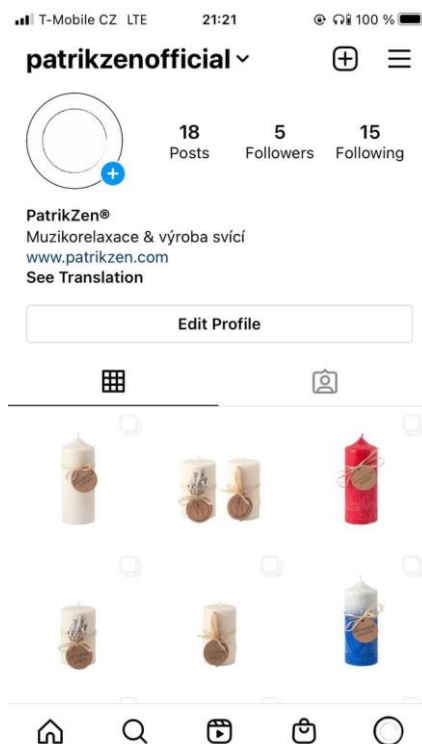 T-Mobile CZ LTE 21:21 100 %
patrikzenofficial
18 5 15
Posts Followers Following
PatrikZen®
Muzikorelaxace & výroba svící
www.patrikzen.com
See Translation
Edit Profile